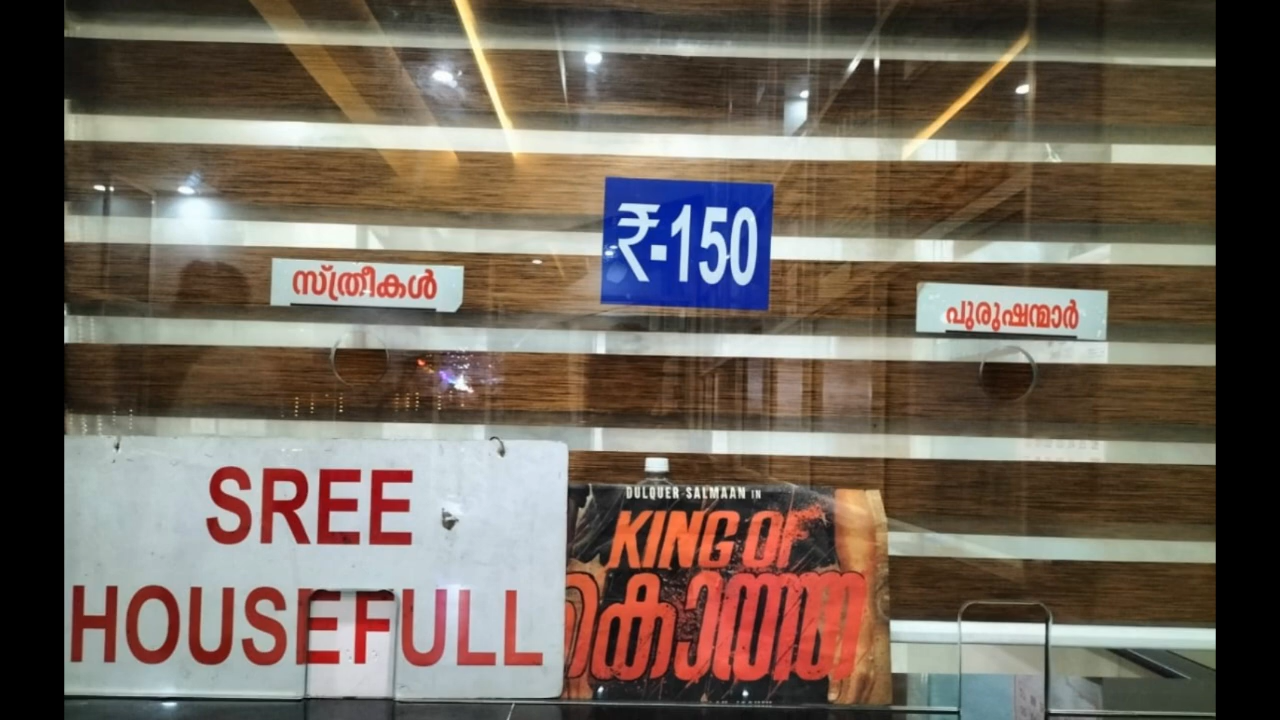 ₹-150
സ്ത്രീകൾ
പുരുഷന്മാർ
SREE
HOUSEFULL
DULQUER SALMAAN IN
KING OF
കൊത്ത